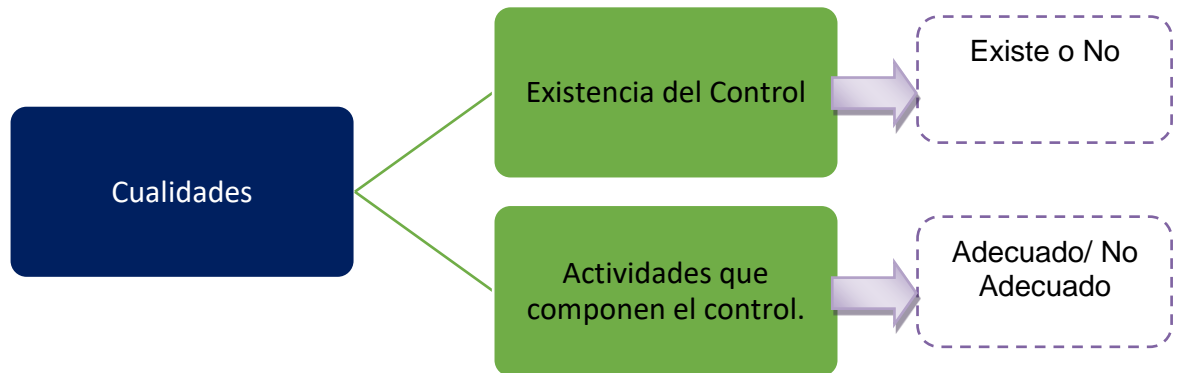 Cualidades
Existencia del Control
Existe o No
Actividades que
componen el control.
Adecuado/ No
Adecuado